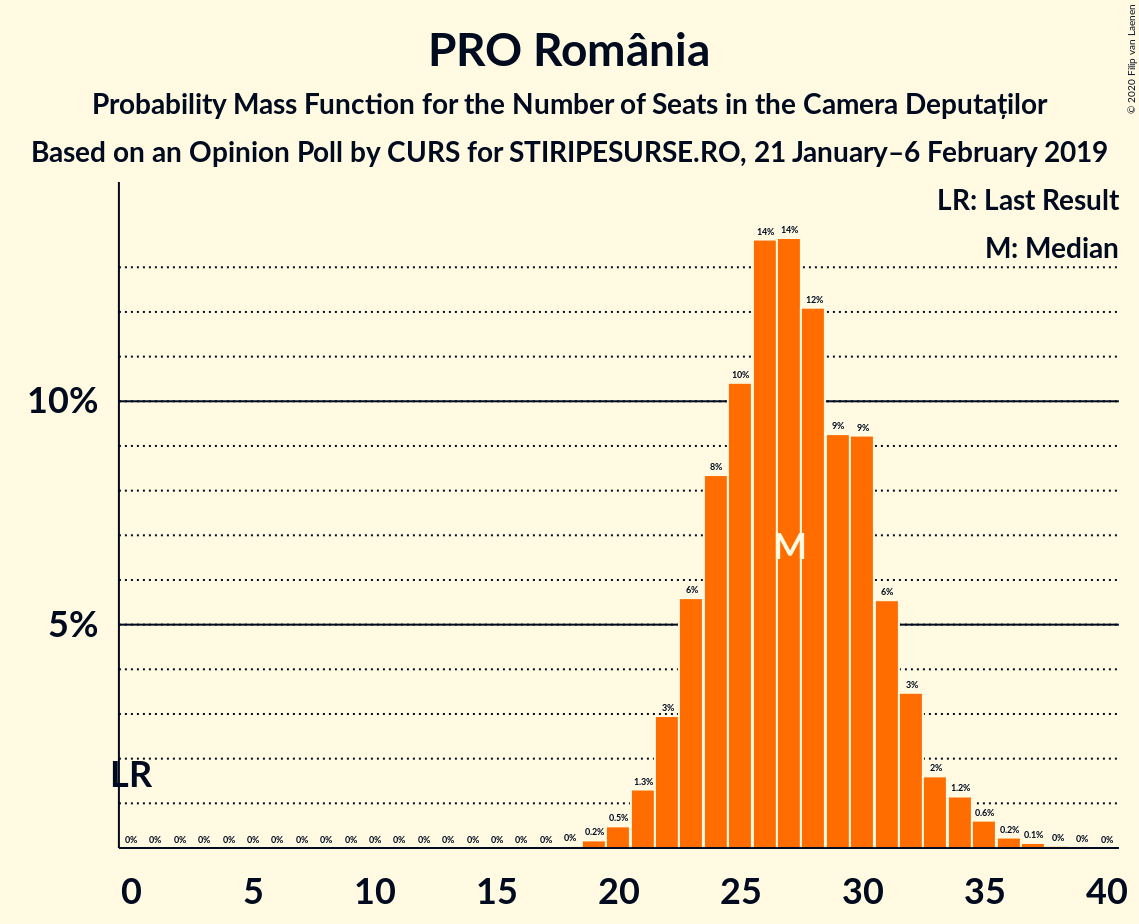 PRO România
Probability Mass Function for the Number of Seats in the Camera Deputaților
Based on an Opinion Poll by CURS for STIRIPESURSE.RO, 21 January–6 February 2019
© 2020 Filip van Laenen
LR: Last Result
M: Median
10%
5%
LR
M
0% 0% 0% 0% 0% 0% 0% 0% 0% 0% 0% 0% 0% 0% 0% 0% 0% 0% 0% 0.2% 0.5% 1.3% 3% 6% 8% 10% 14% 14% 12% 9% 9% 6% 3% 2% 1.2% 0.6% 0.2% 0.1% 0% 0% 0%
0 5 10 15 20 25 30 35 40